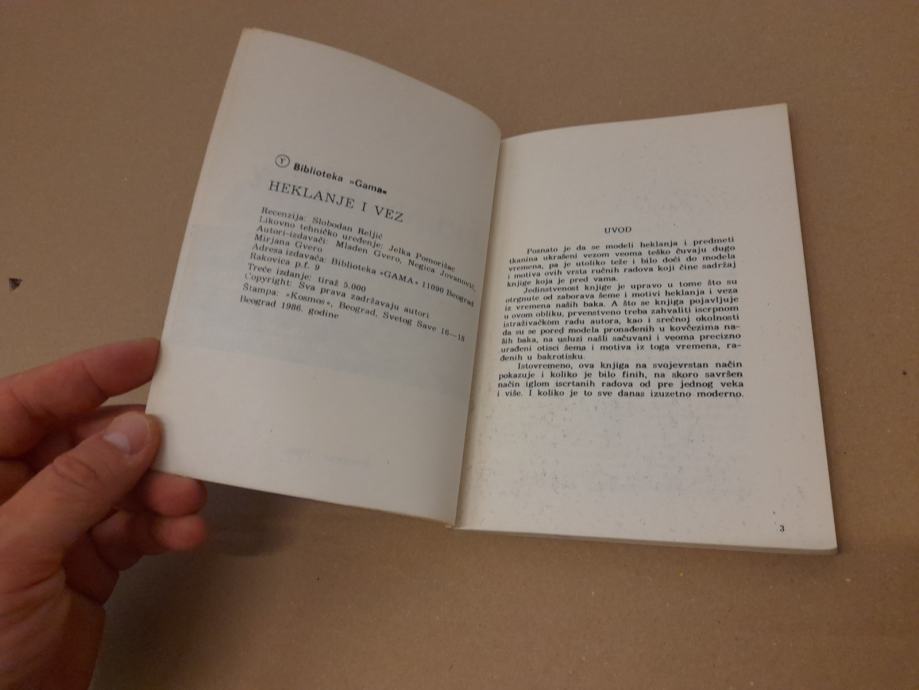 γ Biblioteka »Gama«
HEKLANJE I VEZ
Recenzija: Slobodan Reljić
Likovno tehničko uređenje: Jelka Pomorišac
Autori-izdavači: Mladen Gvero, Negica Jovanović,
Mirjana Gvero
Adresa izdavača: Biblioteka »GAMA« 11090 Beograd
Rakovica p.f. 9
Treće izdanje: tiraž 5.000
Copyright: Sva prava zadržavaju autori
Štampa: »Kosmos«, Beograd, Svetog Save 16—18
Beograd 1986. godine
UVOD
Poznato je da se modeli heklanja i predmeti
tkanina ukrašeni vezom veoma teško čuvaju dugo
vremena, pa je utoliko teže i bilo doći do modela
i motiva ovih vrsta ručnih radova koji čine sadržaj
knjige koja je pred vama.
Jedinstvenost knjige je upravo u tome što su
otrgnute od zaborava šeme i motivi heklanja i veza
iz vremena naših baka. A što se knjiga pojavljuje
u ovom obliku, prvenstveno treba zahvaliti iscrpnom
istraživačkom radu autora, kao i srećnoj okolnosti
da su se pored modela pronađenih u kovčezima na-
ših baka, na usluzi našli sačuvani i veoma precizno
urađeni otisci šema i motiva iz toga vremena, ra-
đenih u bakrotisku.
Istovremeno, ova knjiga na svojevrstan način
pokazuje i koliko je bilo finih, na skoro savršen
način iglom iscrtanih radova od pre jednog veka
i više. I koliko je to sve danas izuzetno moderno.
3